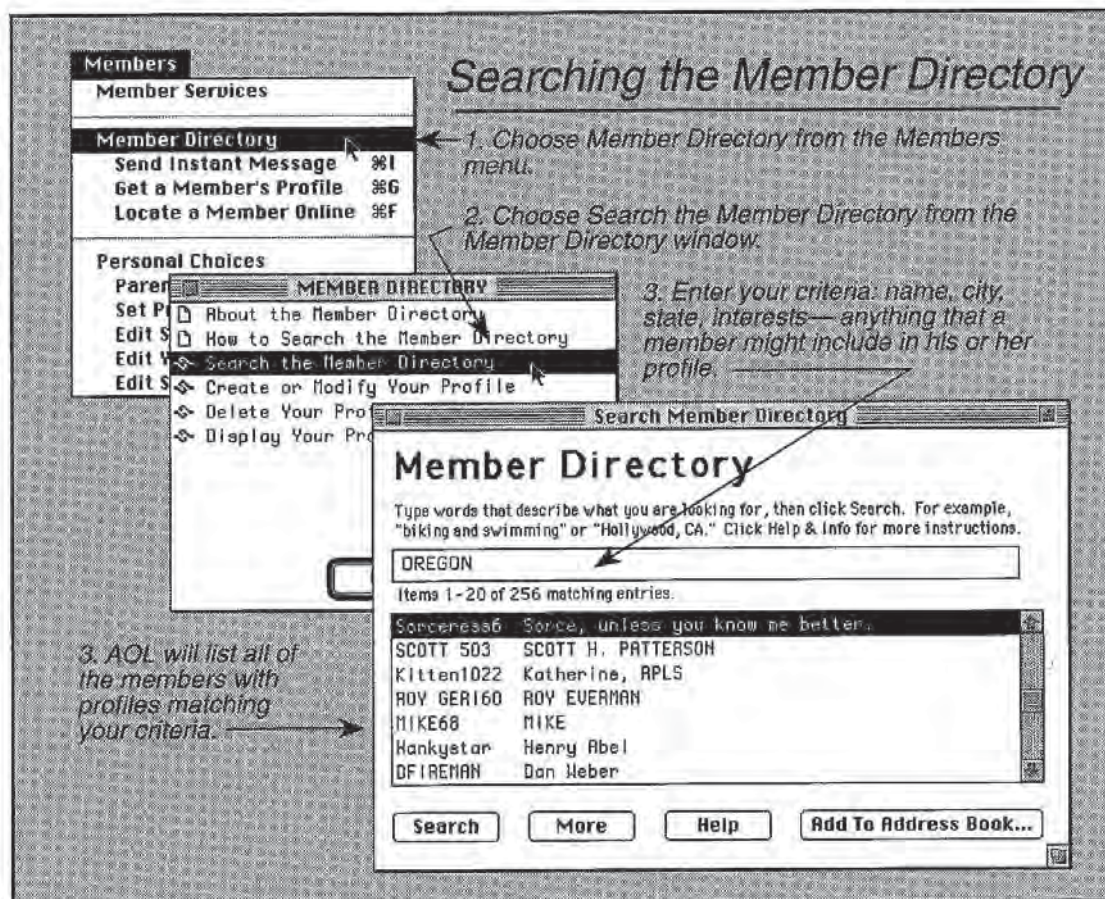 Searching the Member Directory
Members
Member Services
Member Directory
Send Instant Message ⌘I
Get a Member's Profile ⌘G
Locate a Member Online ⌘F
Personal Choices
Paren
Set P
Edit S
Edit
Edit S
1. Choose Member Directory from the Members
menu.
2. Choose Search the Member Directory from the
Member Directory window.
MEMBER DIRECTORY
About the Member Directory
How to Search the Member Directory
Search the Member Directory
Create or Modify Your Profile
Delete Your Pro
Display Your Pro
3. Enter your criteria: name, city,
state, interests— anything that a
member might include in his or her
profile.
Search Member Directory
Member Directory
Type words that describe what you are looking for, then click Search. For example,
"biking and swimming" or "Hollywood, CA." Click Help & Info for more instructions.
OREGON
Items 1-20 of 256 matching entries.
Sorceress6 Sorce, unless you know me better.
SCOTT 503 SCOTT H. PATTERSON
Kitten1022 Katherine, RPLS
ROY GERI60 ROY EVERMAN
MIKE68 MIKE
Hankystar Henry Abel
DFIREMAN Dan Weber
Search More Help Add To Address Book...
3. AOL will list all of
the members with
profiles matching
your criteria.